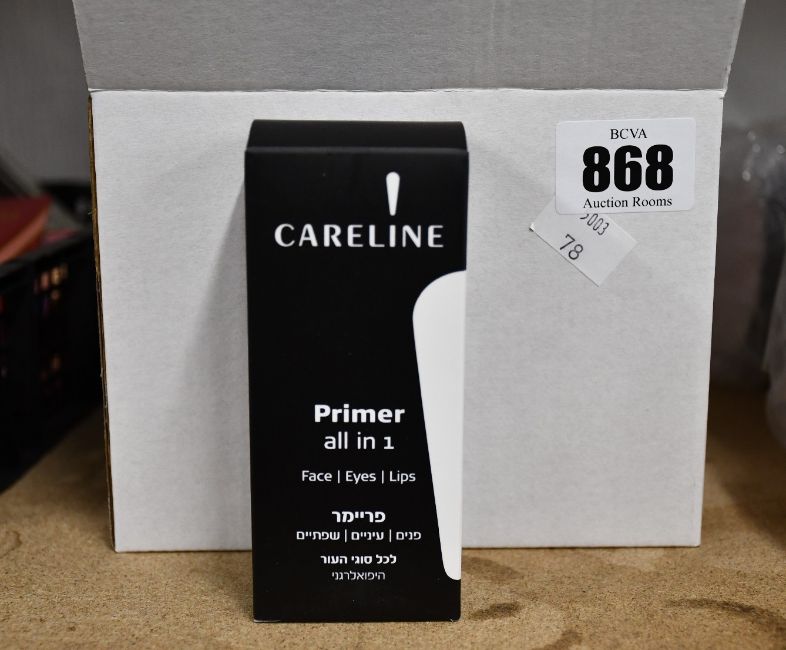 CARELINE
Primer
all in 1
Face | Eyes | Lips
פריימר
פנים | עיניים | שפתיים
לכל סוגי העור
היפואלרגני
BCVA
868
Auction Rooms
78